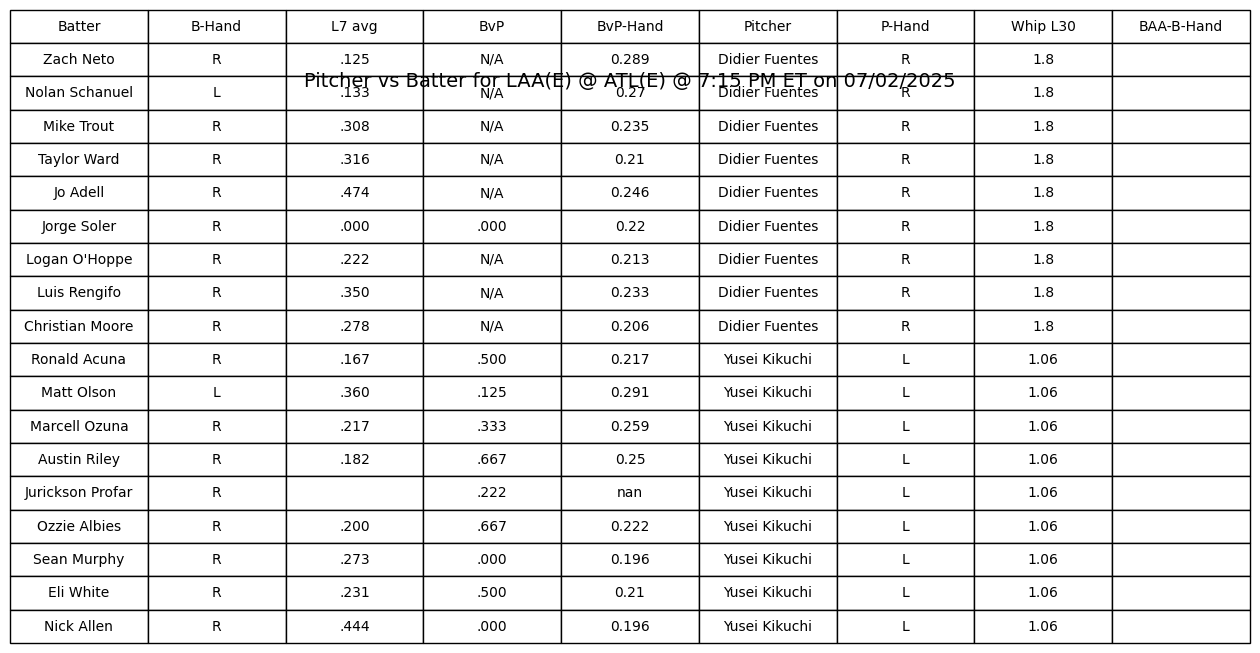 Batter B-Hand L7 avg BvP BvP-Hand Pitcher P-Hand Whip L30 BAA-B-Hand
Zach Neto R .125 N/A 0.289 Didier Fuentes R 1.8
Pitcher vs Batter for LAA(E) @ ATL(E) @ 7:15 PM ET on 07/02/2025
Nolan Schanuel L .133 N/A 0.27 Didier Fuentes R 1.8
Mike Trout R .308 N/A 0.235 Didier Fuentes R 1.8
Taylor Ward R .316 N/A 0.21 Didier Fuentes R 1.8
Jo Adell R .474 N/A 0.246 Didier Fuentes R 1.8
Jorge Soler R .000 .000 0.22 Didier Fuentes R 1.8
Logan O'Hoppe R .222 N/A 0.213 Didier Fuentes R 1.8
Luis Rengifo R .350 N/A 0.233 Didier Fuentes R 1.8
Christian Moore R .278 N/A 0.206 Didier Fuentes R 1.8
Ronald Acuna R .167 .500 0.217 Yusei Kikuchi L 1.06
Matt Olson L .360 .125 0.291 Yusei Kikuchi L 1.06
Marcell Ozuna R .217 .333 0.259 Yusei Kikuchi L 1.06
Austin Riley R .182 .667 0.25 Yusei Kikuchi L 1.06
Jurickson Profar R .222 nan Yusei Kikuchi L 1.06
Ozzie Albies R .200 .667 0.222 Yusei Kikuchi L 1.06
Sean Murphy R .273 .000 0.196 Yusei Kikuchi L 1.06
Eli White R .231 .500 0.21 Yusei Kikuchi L 1.06
Nick Allen R .444 .000 0.196 Yusei Kikuchi L 1.06